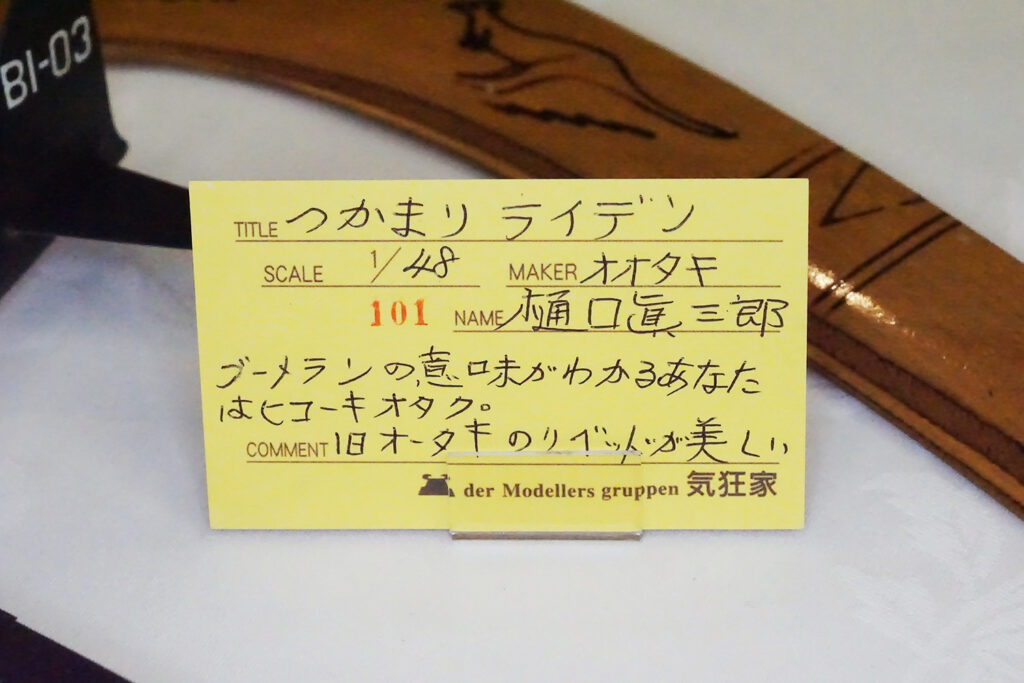 BI-03
TITLE つかまり ライデン
SCALE 1/48 MAKER オオタキ
101 NAME 樋口眞三郎
ブーメランの意味がわかるあなた
はヒコーキオタク。
COMMENT 旧オータキのリベットが美しい
der Modellers gruppen 気狂家